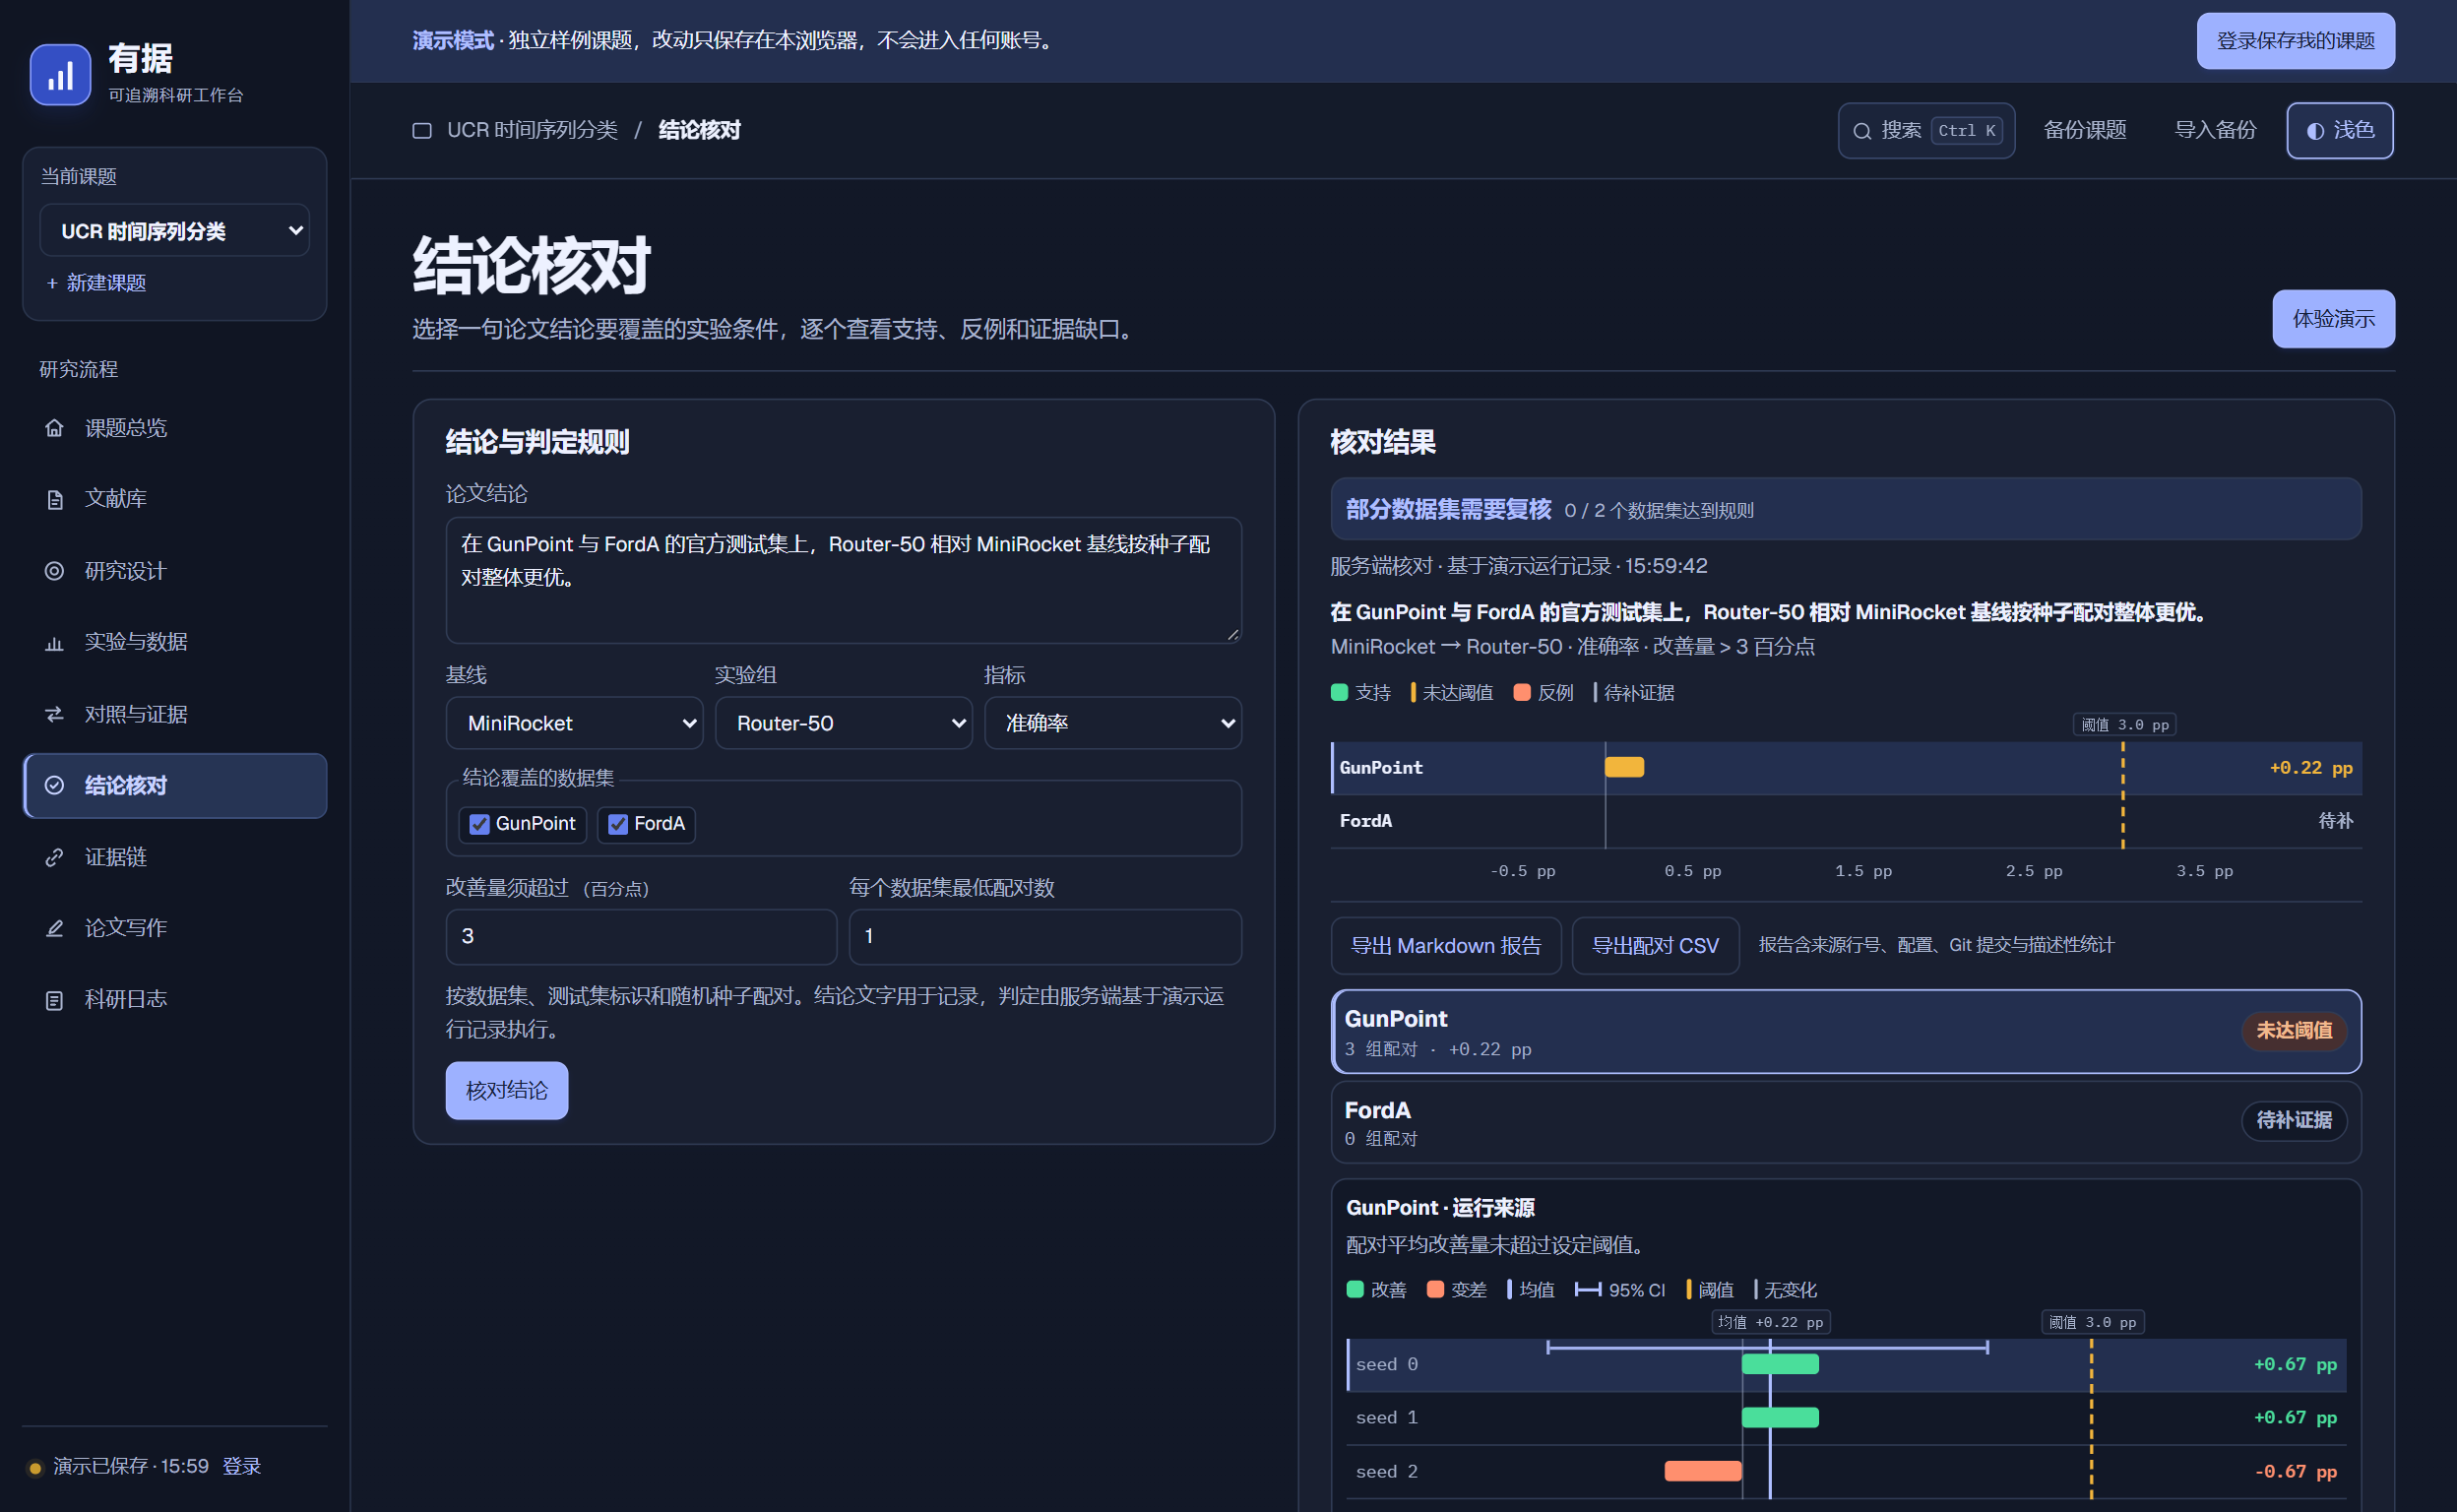 有据
可追溯科研工作台
当前课题
UCR 时间序列分类
+ 新建课题
研究流程
课题总览
文献库
研究设计
实验与数据
对照与证据
结论核对
证据链
论文写作
科研日志
演示已保存 · 15:59 登录
演示模式 · 独立样例课题，改动只保存在本浏览器，不会进入任何账号。
登录保存我的课题
UCR 时间序列分类 / 结论核对
搜索 Ctrl K
备份课题
导入备份
浅色
结论核对
选择一句论文结论要覆盖的实验条件，逐个查看支持、反例和证据缺口。
体验演示
结论与判定规则
论文结论
在 GunPoint 与 FordA 的官方测试集上，Router-50 相对 MiniRocket 基线按种子配
对整体更优。
基线 实验组 指标
MiniRocket Router-50 准确率
结论覆盖的数据集
GunPoint FordA
改善量须超过（百分点） 每个数据集最低配对数
3 1
按数据集、测试集标识和随机种子配对。结论文字用于记录，判定由服务端基于演示运
行记录执行。
核对结论
核对结果
部分数据集需要复核 0 / 2 个数据集达到规则
服务端核对 · 基于演示运行记录 · 15:59:42
在 GunPoint 与 FordA 的官方测试集上，Router-50 相对 MiniRocket 基线按种子配对整体更优。
MiniRocket → Router-50 · 准确率 · 改善量 > 3 百分点
支持 未达阈值 反例 待补证据
阈值 3.0 pp
GunPoint +0.22 pp
FordA 待补
-0.5 pp 0.5 pp 1.5 pp 2.5 pp 3.5 pp
导出 Markdown 报告 导出配对 CSV 报告含来源行号、配置、Git 提交与描述性统计
GunPoint
3 组配对 · +0.22 pp
未达阈值
FordA
0 组配对
待补证据
GunPoint · 运行来源
配对平均改善量未超过设定阈值。
改善 变差 均值 95% CI 阈值 无变化
均值 +0.22 pp 阈值 3.0 pp
seed 0 +0.67 pp
seed 1 +0.67 pp
seed 2 -0.67 pp